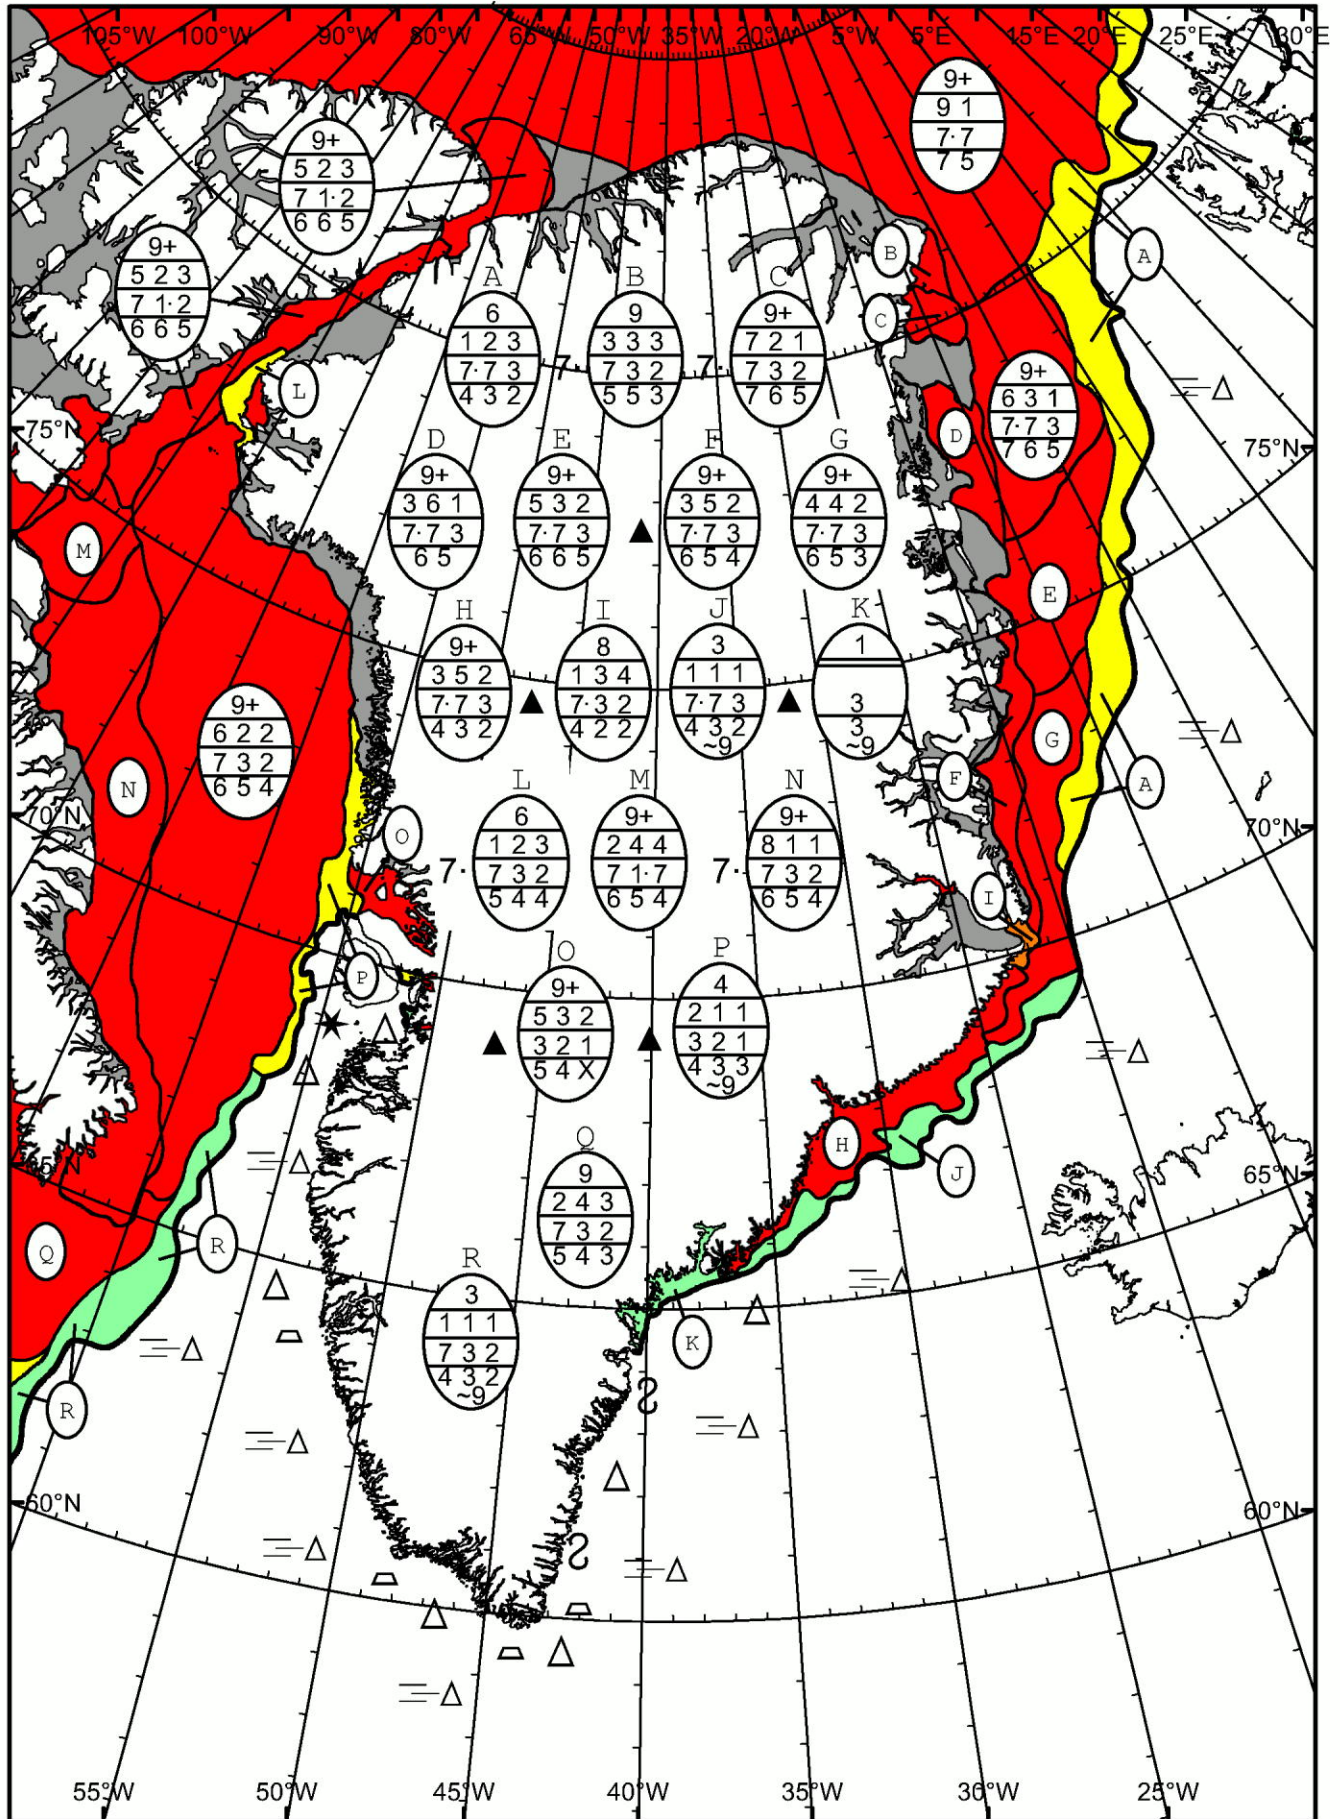 105°W 100°W 90°W 80°W 65°W 50°W 35°W 20°W 5°W 5°E 15°E 20°E 25°E 30°E
9+
9 1
7·7
7 5
9+
5 2 3
7 1·2
6 6 5
9+
5 2 3
7 1·2
6 6 5
B
A
A
6
1 2 3
7·7 3
4 3 2
B
9
3 3 3
7· 7 3 2
5 5 3
C
9+
7 2 1
7· 7 3 2
7 6 5
C
L
9+
6 3 1
7·7 3
7 6 5
75°N
75°N
D
D
9+
3 6 1
7·7 3
6 5
E
9+
5 3 2
7·7 3
6 6 5
F
9+
3 5 2
7·7 3
6 5 4
G
9+
4 4 2
7·7 3
6 5 3
M
E
H
9+
3 5 2
7·7 3
4 3 2
I
8
1 3 4
7·3 2
4 2 2
J
3
1 1 1
7·7 3
4 3 2
~9
K
1
3
3
~9
9+
6 2 2
7 3 2
6 5 4
G
N
F
A
70°N
70°N
O
L
6
1 2 3
7· 7 3 2
5 4 4
M
9+
2 4 4
7 1·7
6 5 4
N
9+
8 1 1
7· 7 3 2
6 5 4
I
P
O
9+
5 3 2
3 2 1
5 4 X
P
4
2 1 1
3 2 1
4 3 3
~9
H
J
65°N
65°N
Q
9
2 4 3
7 3 2
5 4 3
Q
R
R
3
1 1 1
7 3 2
4 3 2
~9
K
R
60°N
60°N
55°W 50°W 45°W 40°W 35°W 30°W 25°W